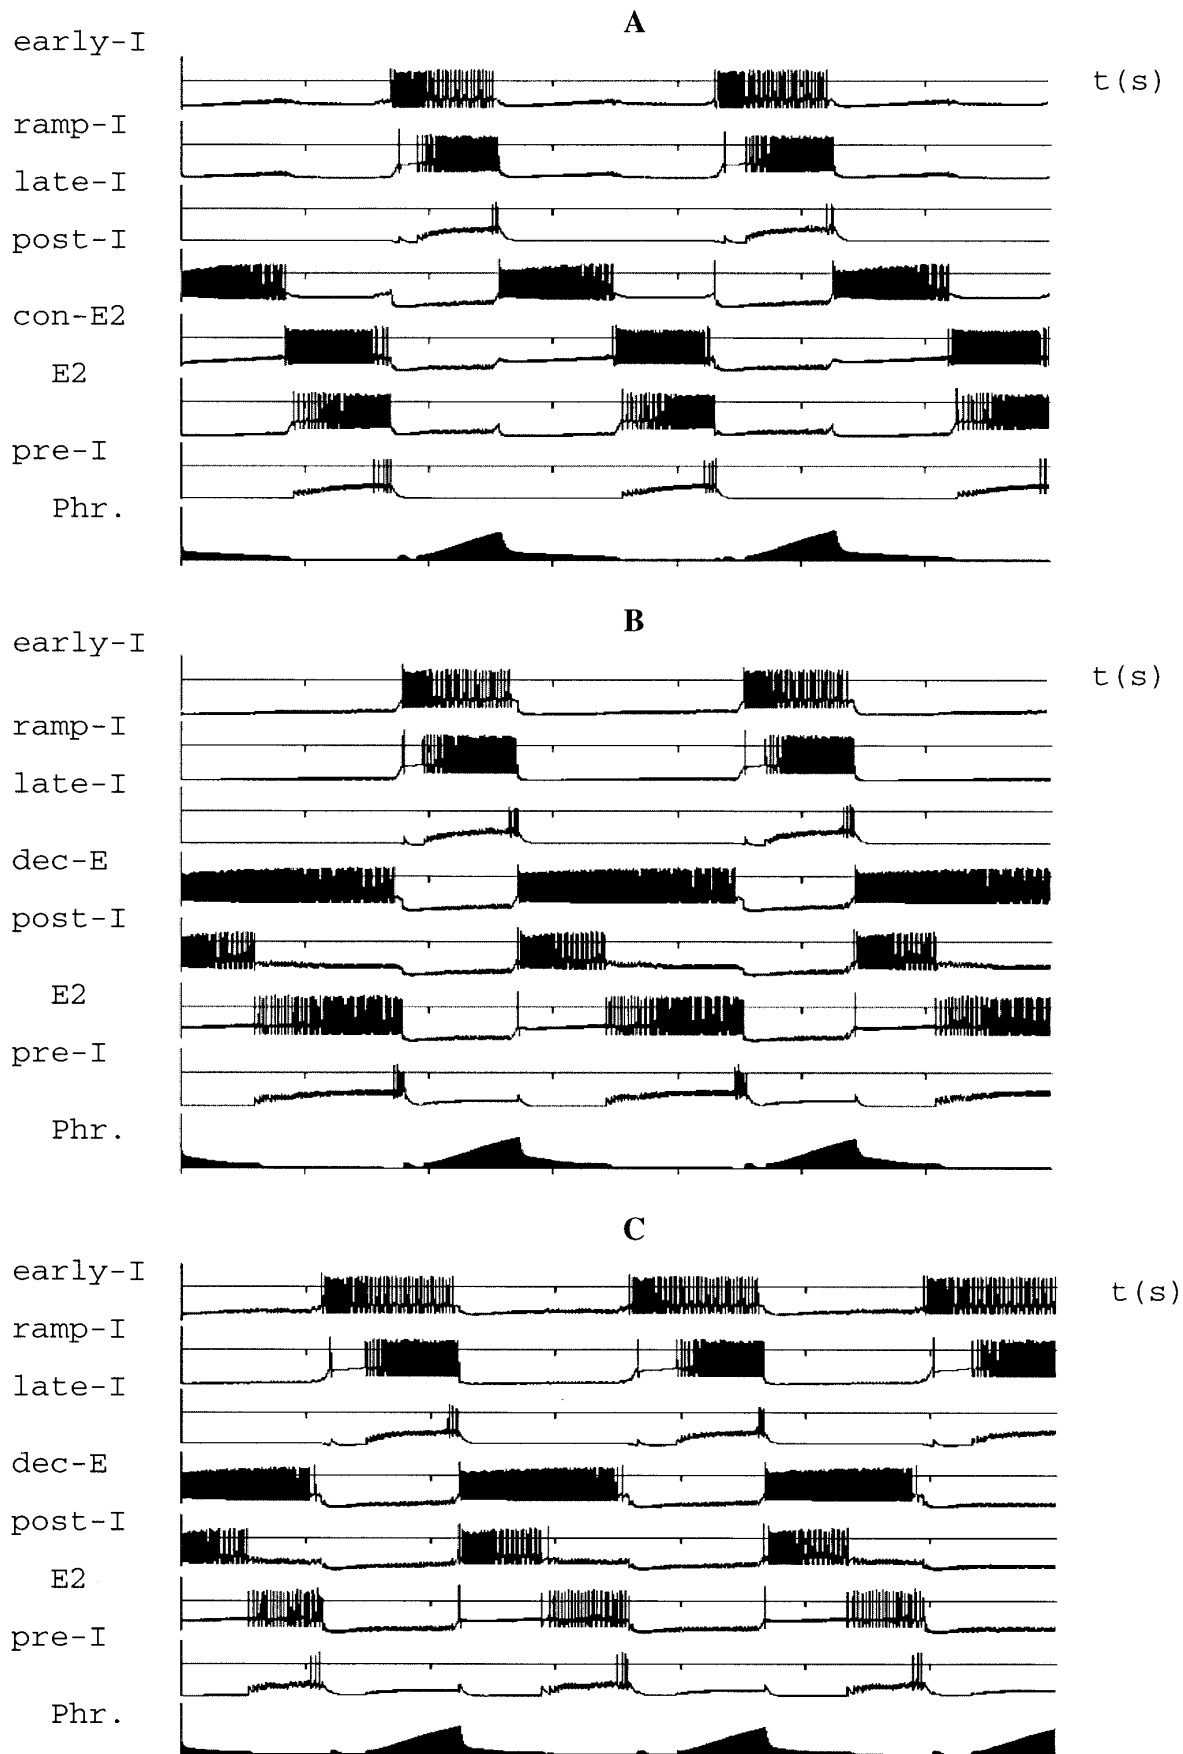 A
early-I
t(s)
ramp-I
late-I
post-I
con-E2
E2
pre-I
Phr.
B
early-I
t(s)
ramp-I
late-I
dec-E
post-I
E2
pre-I
Phr.
C
early-I
t(s)
ramp-I
late-I
dec-E
post-I
E2
pre-I
Phr.